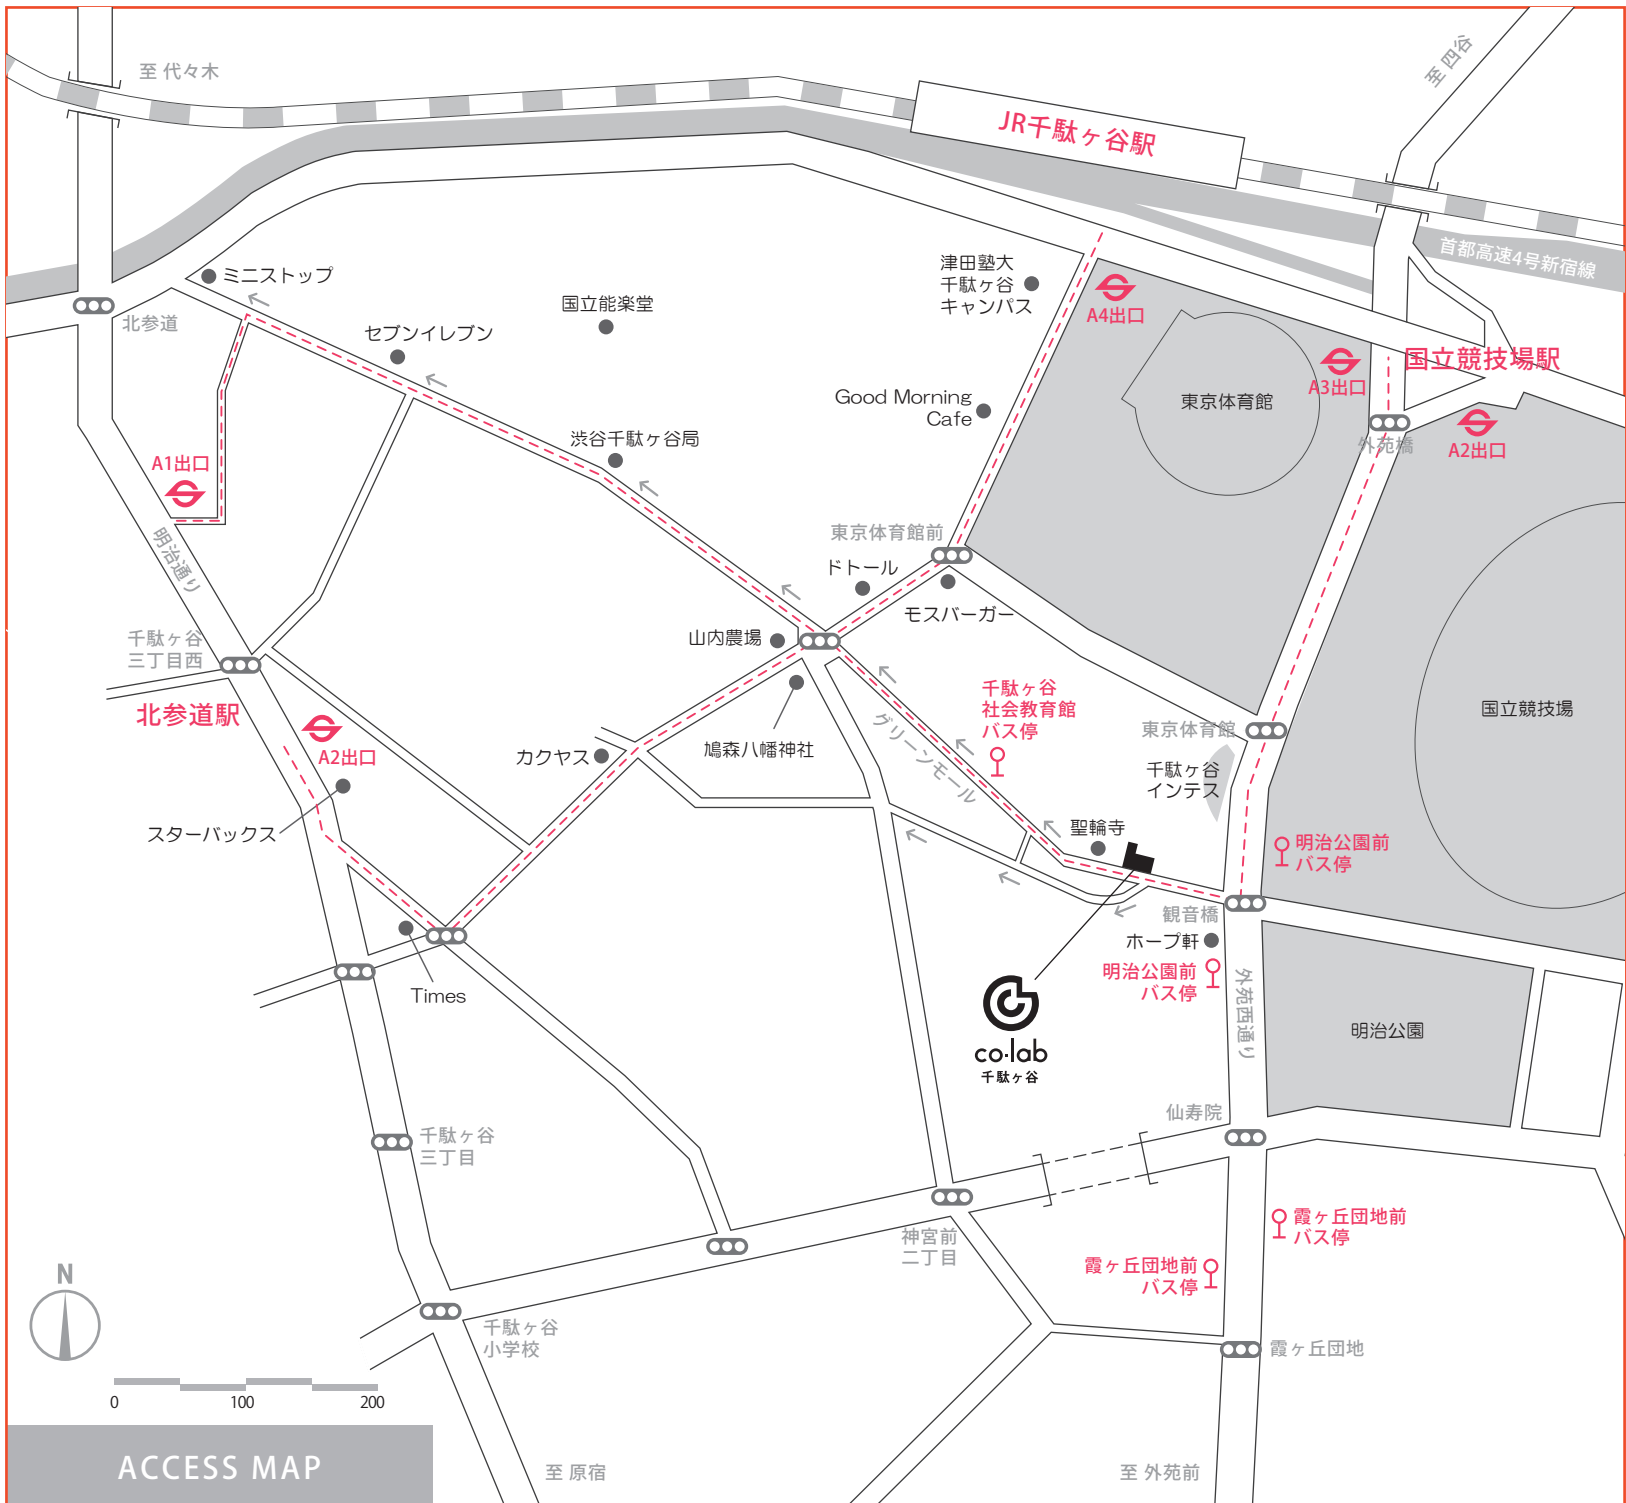 至 代々木
至 四谷
JR千駄ヶ谷駅
首都高速4号新宿線
ミニストップ
北参道
セブンイレブン
国立能楽堂
津田塾大
千駄ヶ谷
キャンパス
A4出口
国立競技場駅
A3出口
東京体育館
Good Morning
Cafe
外苑橋
A2出口
渋谷千駄ヶ谷局
A1出口
明治通り
東京体育館前
ドトール
モスバーガー
千駄ヶ谷
三丁目西
山内農場
北参道駅
A2出口
千駄ヶ谷
社会教育館
バス停
グリーンモール
国立競技場
東京体育館
カクヤス
鳩森八幡神社
千駄ヶ谷
インテス
スターバックス
聖輪寺
明治公園前
バス停
観音橋
ホープ軒
明治公園前
バス停
外苑西通り
Times
明治公園
co·lab
千駄ヶ谷
仙寿院
千駄ヶ谷
三丁目
神宮前
二丁目
霞ヶ丘団地前
バス停
霞ヶ丘団地前
バス停
N
千駄ヶ谷
小学校
霞ヶ丘団地
0 100 200
ACCESS MAP
至 原宿
至 外苑前